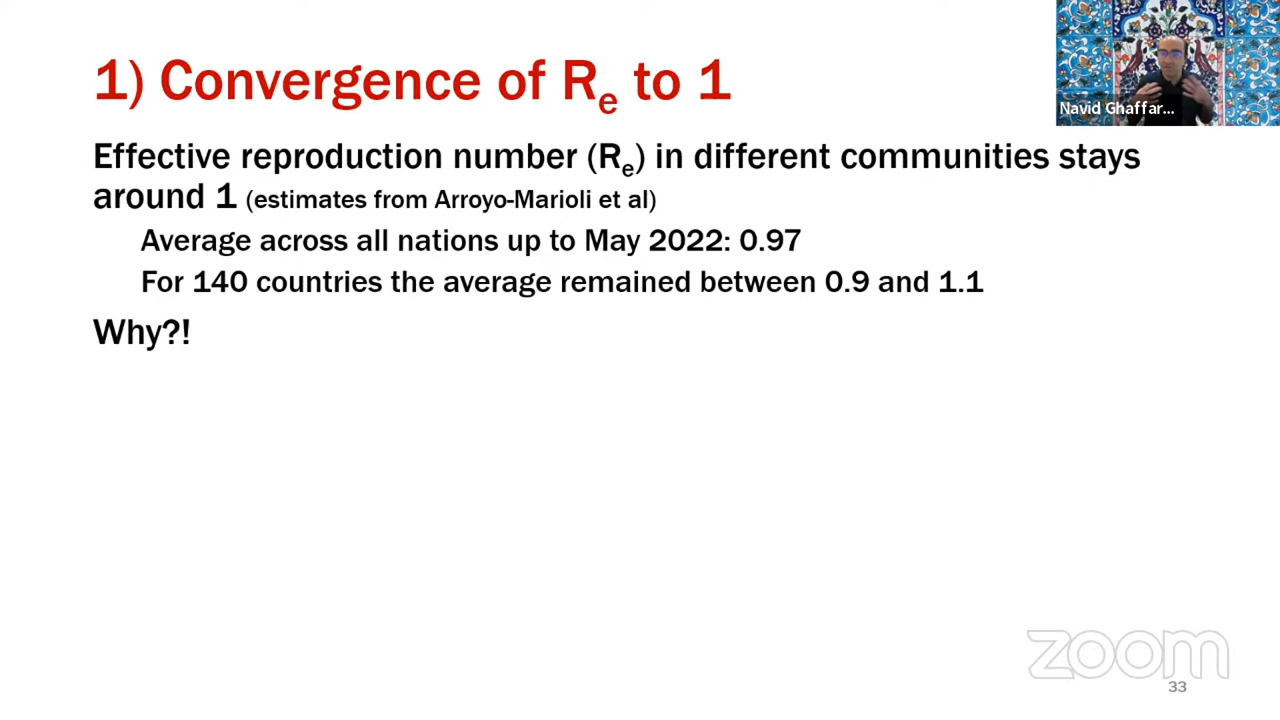 1) Convergence of Re to 1
Navid Ghaffar...
Effective reproduction number (Re) in different communities stays
around 1 (estimates from Arroyo-Marioli et al)
Average across all nations up to May 2022: 0.97
For 140 countries the average remained between 0.9 and 1.1
Why?!
zoom
33